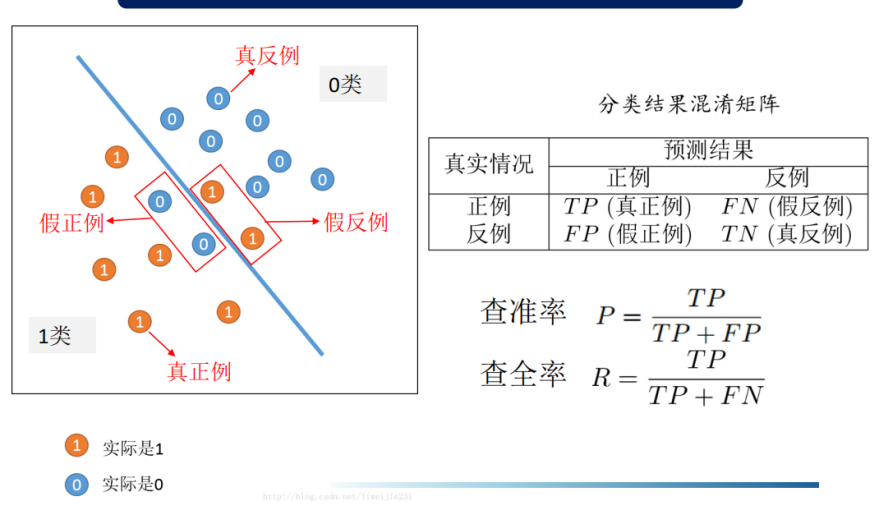 真反例
0类
0
0
0
0
0
0
0
1
1
0
1
假正例
假反例
0
1
1
1
1
1
1类
真正例
1 实际是1
0 实际是0
分类结果混淆矩阵
真实情况 预测结果
正例 反例
正例 TP (真正例) FN (假反例)
反例 FP (假正例) TN (真反例)
查准率 P = TP / TP + FP
查全率 R = TP / TP + FN
http://blog.csdn.net/liweijie231